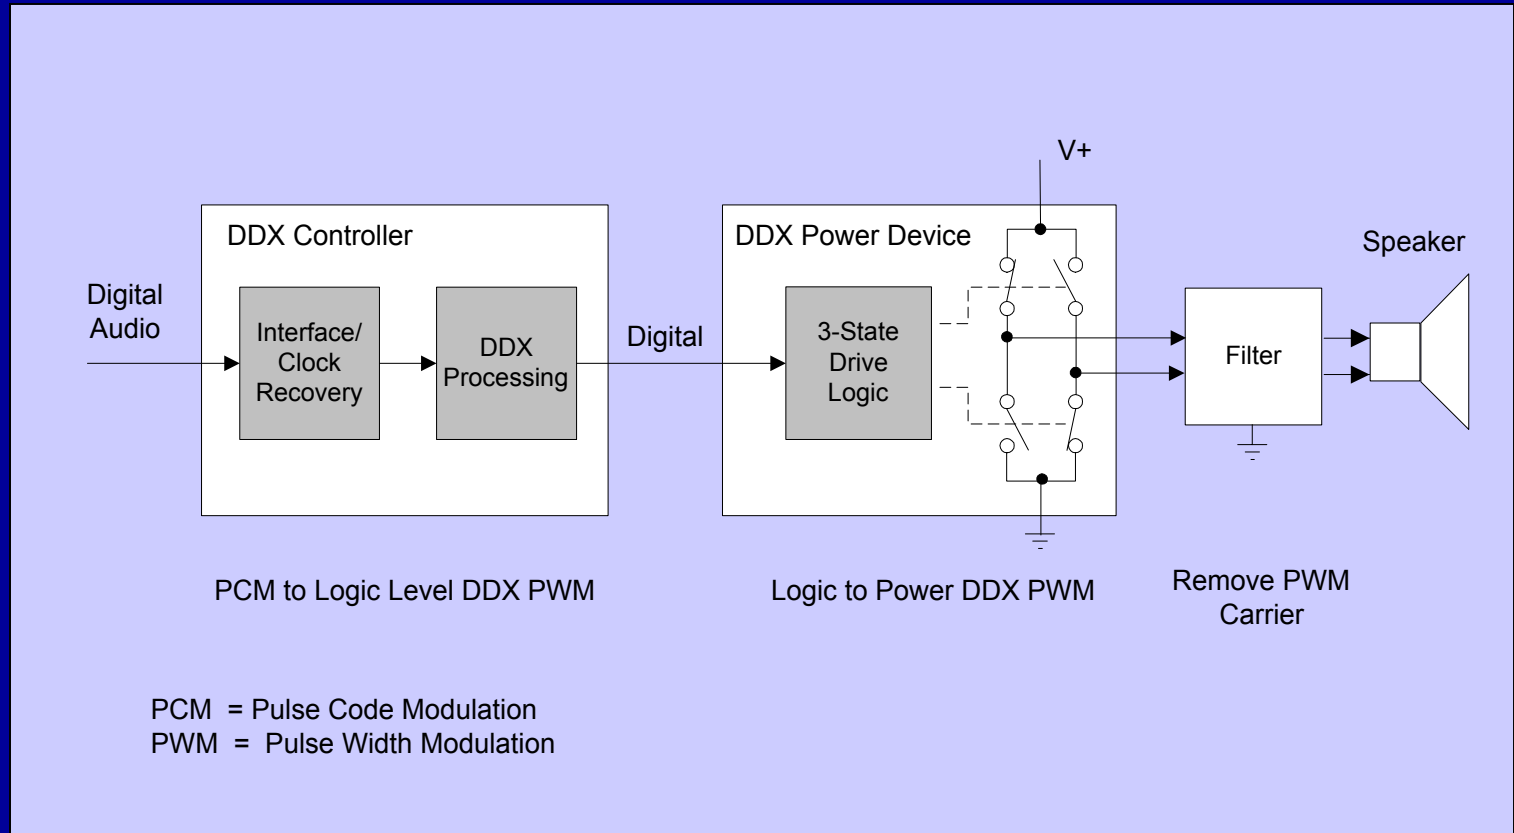 V+
DDX Controller
DDX Power Device
Speaker
Digital
Audio
Interface/
Clock
Recovery
DDX
Processing
Digital
3-State
Drive
Logic
Filter
PCM to Logic Level DDX PWM
Logic to Power DDX PWM
Remove PWM
Carrier
PCM = Pulse Code Modulation
PWM = Pulse Width Modulation